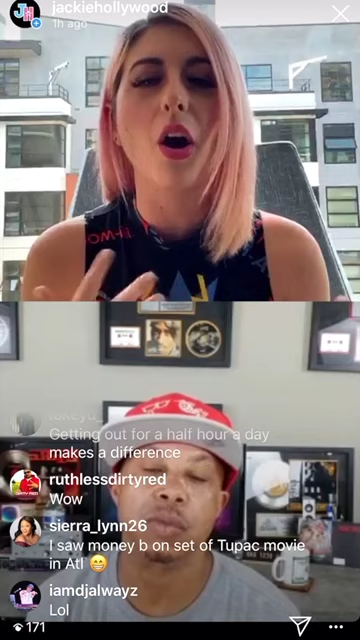 JH
jackiehollywood
1h ago
Getting out for a half hour a day
makes a difference
ruthlessdirtyred
Wow
sierra_lynn26
I saw money b on set of Tupac movie
in Atl 😁
iamdjalwayz
Lol
171